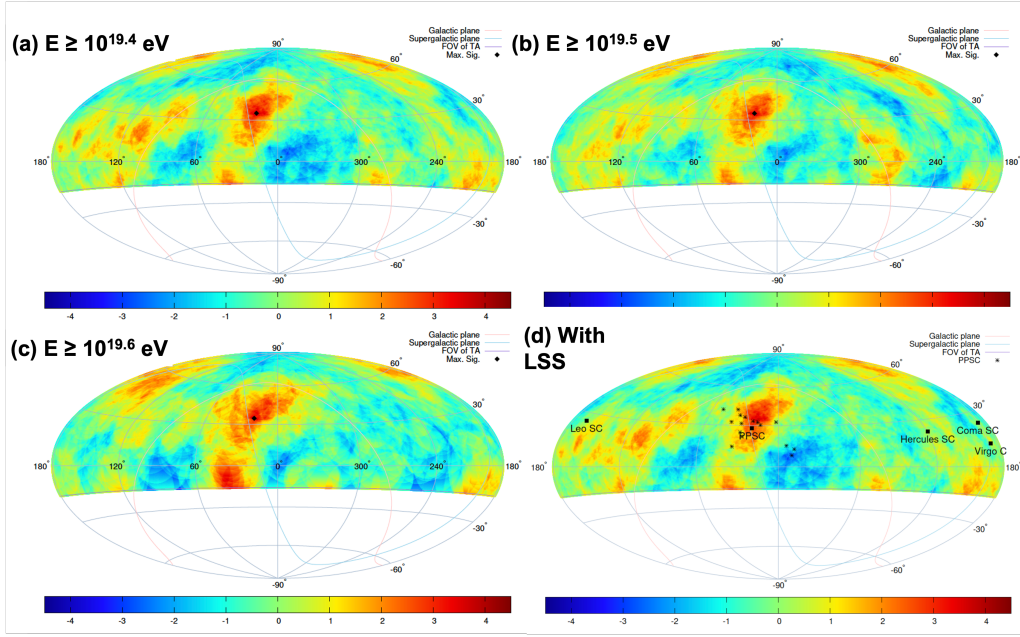 (a) E ≥ 10^19.4 eV
Galactic plane
Supergalactic plane
FOV of TA
Max. Sig.
90°
60°
30°
180°
120
60°
0°
300°
240°
180°
-30°
-60°
-90°
-4 -3 -2 -1 0 1 2 3 4
(b) E ≥ 10^19.5 eV
Galactic plane
Supergalactic plane
FOV of TA
Max. Sig.
90°
60°
30°
180°
120°
60°
0°
300°
240°
180°
-30°
-60°
-90°
(c) E ≥ 10^19.6 eV
Galactic plane
Supergalactic plane
FOV of TA
Max. Sig.
90°
60°
30°
180°
120°
60°
0°
300°
240°
180°
-30°
-60°
-90°
-4 -3 -2 -1 0 1 2 3 4
(d) With
LSS
Galactic plane
Supergalactic plane
FOV of TA
PPSC
90°
60°
30°
Leo SC
PPSC
Coma SC
Hercules SC
Virgo C
180°
120°
60°
0°
300°
240°
180°
-30°
-60°
-90°
-4 -3 -2 -1 0 1 2 3 4